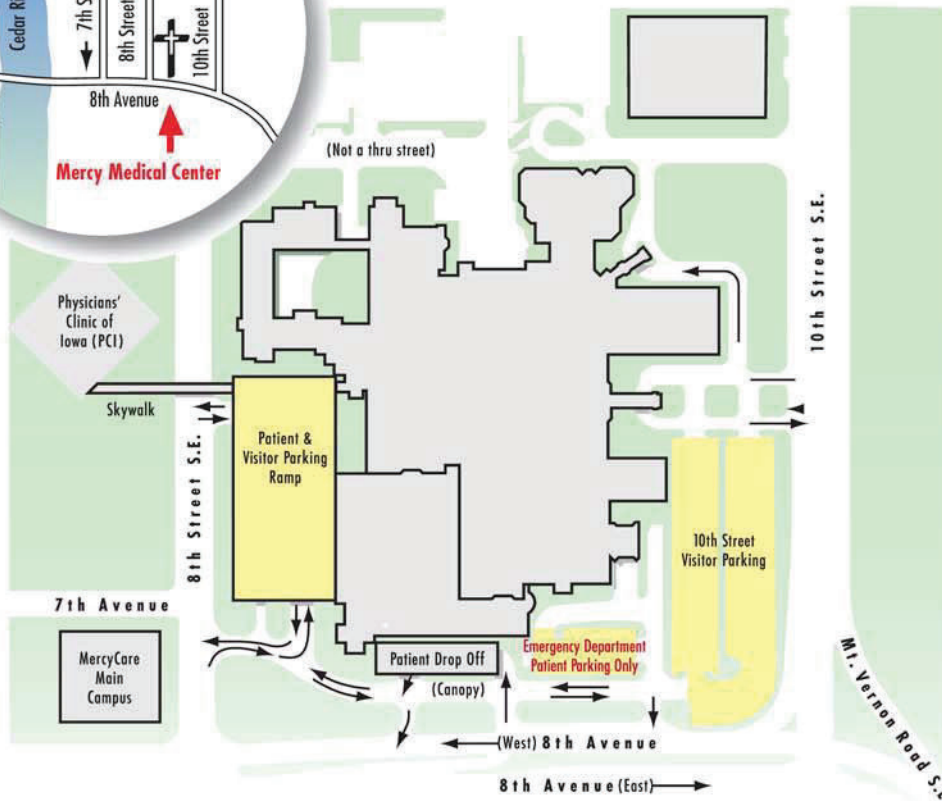 Cedar
7th
8th Street
10th Street
8th Avenue
Mercy Medical Center
(Not a thru street)
10th Street S.E.
Physicians'
Clinic of
Iowa (PCI)
Skywalk
8th Street S.E.
Patient &
Visitor Parking
Ramp
10th Street
Visitor Parking
7th Avenue
MercyCare
Main
Campus
Patient Drop Off
(Canopy)
Emergency Department
Patient Parking Only
Mt. Vernon Road S.E
(West) 8th Avenue
8th Avenue (East)